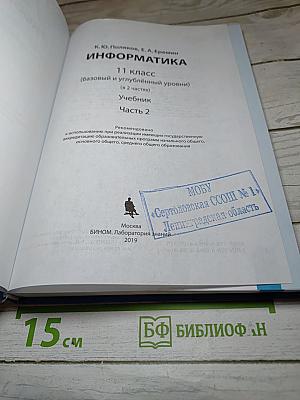 К. Ю. Поляков, Е. А. Еремин
ИНФОРМАТИКА
11 класс
(базовый и углублённый уровни)
(в 2 частях)
Учебник
Часть 2
Рекомендовано
к использованию при реализации имеющих государственную
аккредитацию образовательных программ начального общего,
основного общего, среднего общего образования
МОБУ
«Сертоловская ССОШ № 1»
Ленинградская область
Москва
БИНОМ. Лаборатория знаний
2019
15 см
БФ БИБЛИОФАН